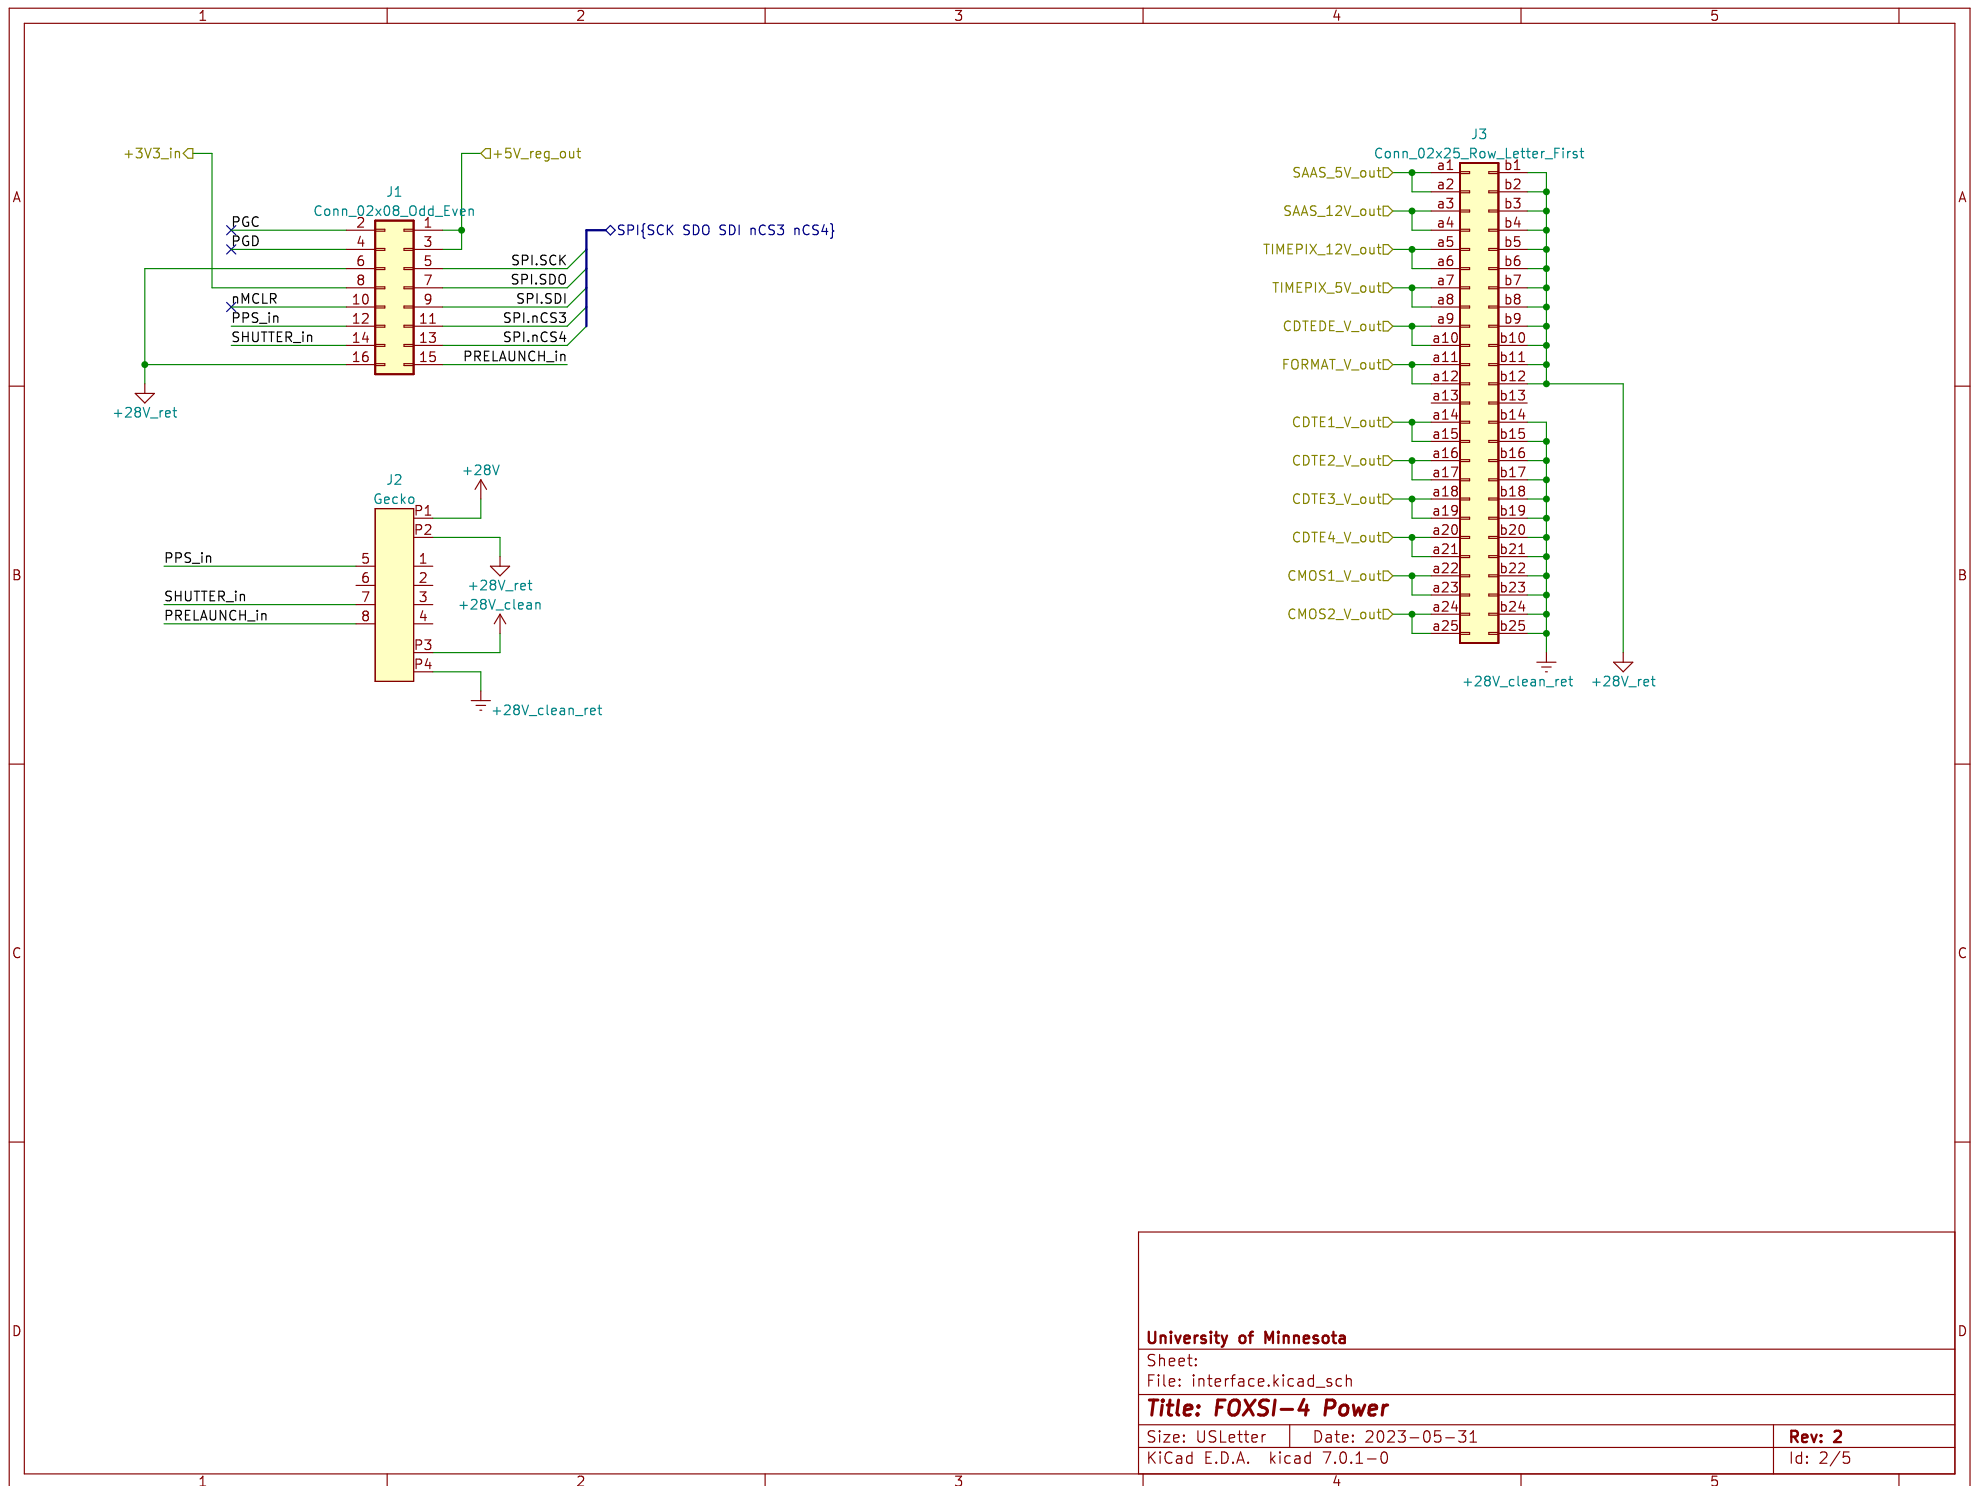 1 2 3 4 5
A
B
C
D
A
B
C
D
1 2 3 4 5
+3V3_in
+5V_reg_out
J1
Conn_02x08_Odd_Even
PGC 2 1
PGD 4 3
6 5 SPI.SCK
8 7 SPI.SDO
nMCLR 10 9 SPI.SDI
PPS_in 12 11 SPI.nCS3
SHUTTER_in 14 13 SPI.nCS4
16 15 PRELAUNCH_in
SPI{SCK SDO SDI nCS3 nCS4}
+28V_ret
J2
Gecko
+28V
P1
P2
PPS_in 5 1
6 2
SHUTTER_in 7 3
PRELAUNCH_in 8 4
P3
P4
+28V_ret
+28V_clean
+28V_clean_ret
J3
Conn_02x25_Row_Letter_First
SAAS_5V_out a1 b1
a2 b2
SAAS_12V_out a3 b3
a4 b4
TIMEPIX_12V_out a5 b5
a6 b6
TIMEPIX_5V_out a7 b7
a8 b8
CDTEDE_V_out a9 b9
a10 b10
FORMAT_V_out a11 b11
a12 b12
a13 b13
CDTE1_V_out a14 b14
a15 b15
CDTE2_V_out a16 b16
a17 b17
CDTE3_V_out a18 b18
a19 b19
CDTE4_V_out a20 b20
a21 b21
CMOS1_V_out a22 b22
a23 b23
CMOS2_V_out a24 b24
a25 b25
+28V_clean_ret +28V_ret
University of Minnesota
Sheet:
File: interface.kicad_sch
Title: FOXSI-4 Power
Size: USLetter Date: 2023-05-31 Rev: 2
KiCad E.D.A. kicad 7.0.1-0 Id: 2/5